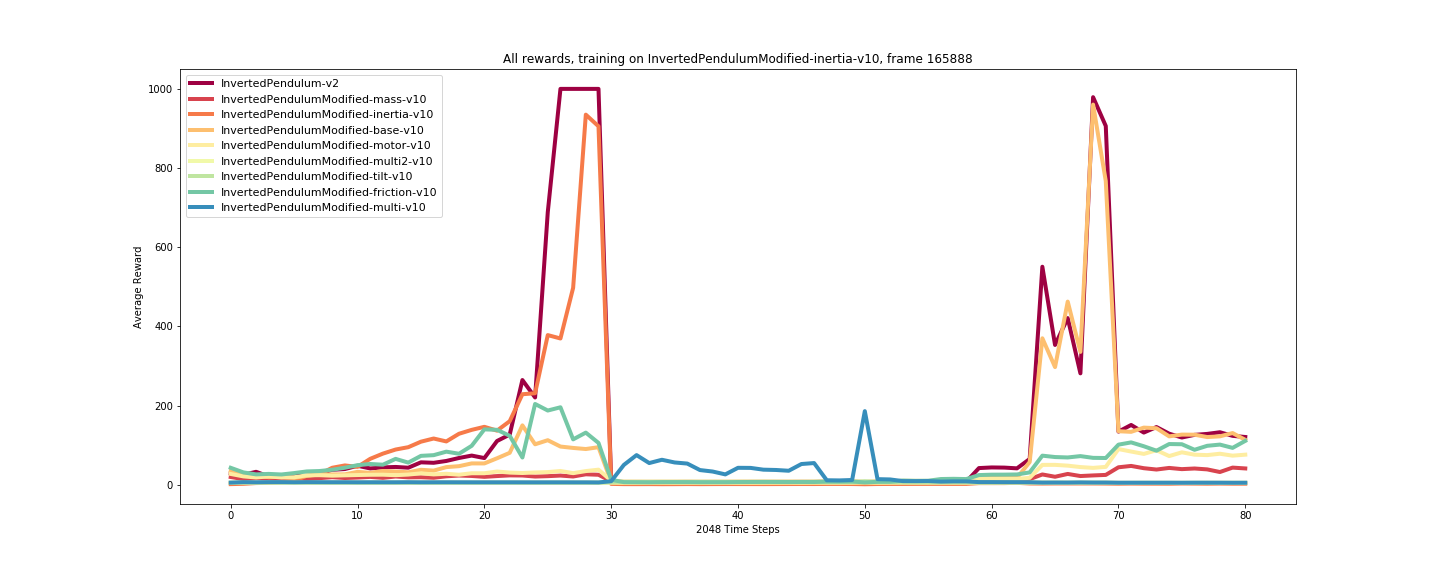 All rewards, training on InvertedPendulumModified-inertia-v10, frame 165888
InvertedPendulum-v2
InvertedPendulumModified-mass-v10
InvertedPendulumModified-inertia-v10
InvertedPendulumModified-base-v10
InvertedPendulumModified-motor-v10
InvertedPendulumModified-multi2-v10
InvertedPendulumModified-tilt-v10
InvertedPendulumModified-friction-v10
InvertedPendulumModified-multi-v10
Average Reward
1000
800
600
400
200
0
0 10 20 30 40 50 60 70 80
2048 Time Steps